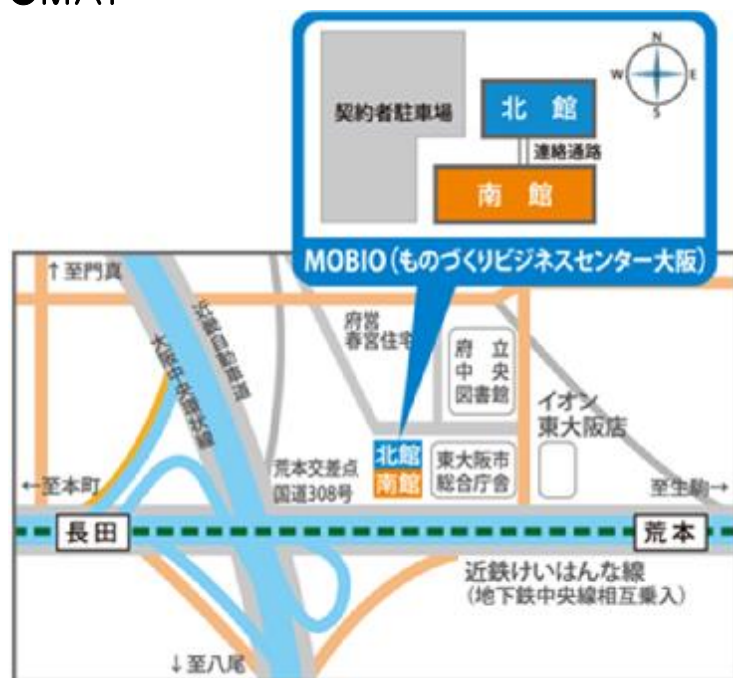 OMAP
N
W E
S
契約者駐車場
北 館
連絡通路
南 館
MOBIO(ものづくりビジネスセンター大阪)
↑至門真
近畿自動車道
大阪中央環状線
府営
春宮住宅
府 立
中 央
図書館
イオン
東大阪店
北館
南館
東大阪市
総合庁舎
荒本交差点
国道308号
←至本町
至生駒→
長田
荒本
近鉄けいはんな線
(地下鉄中央線相互乗入)
↓至八尾